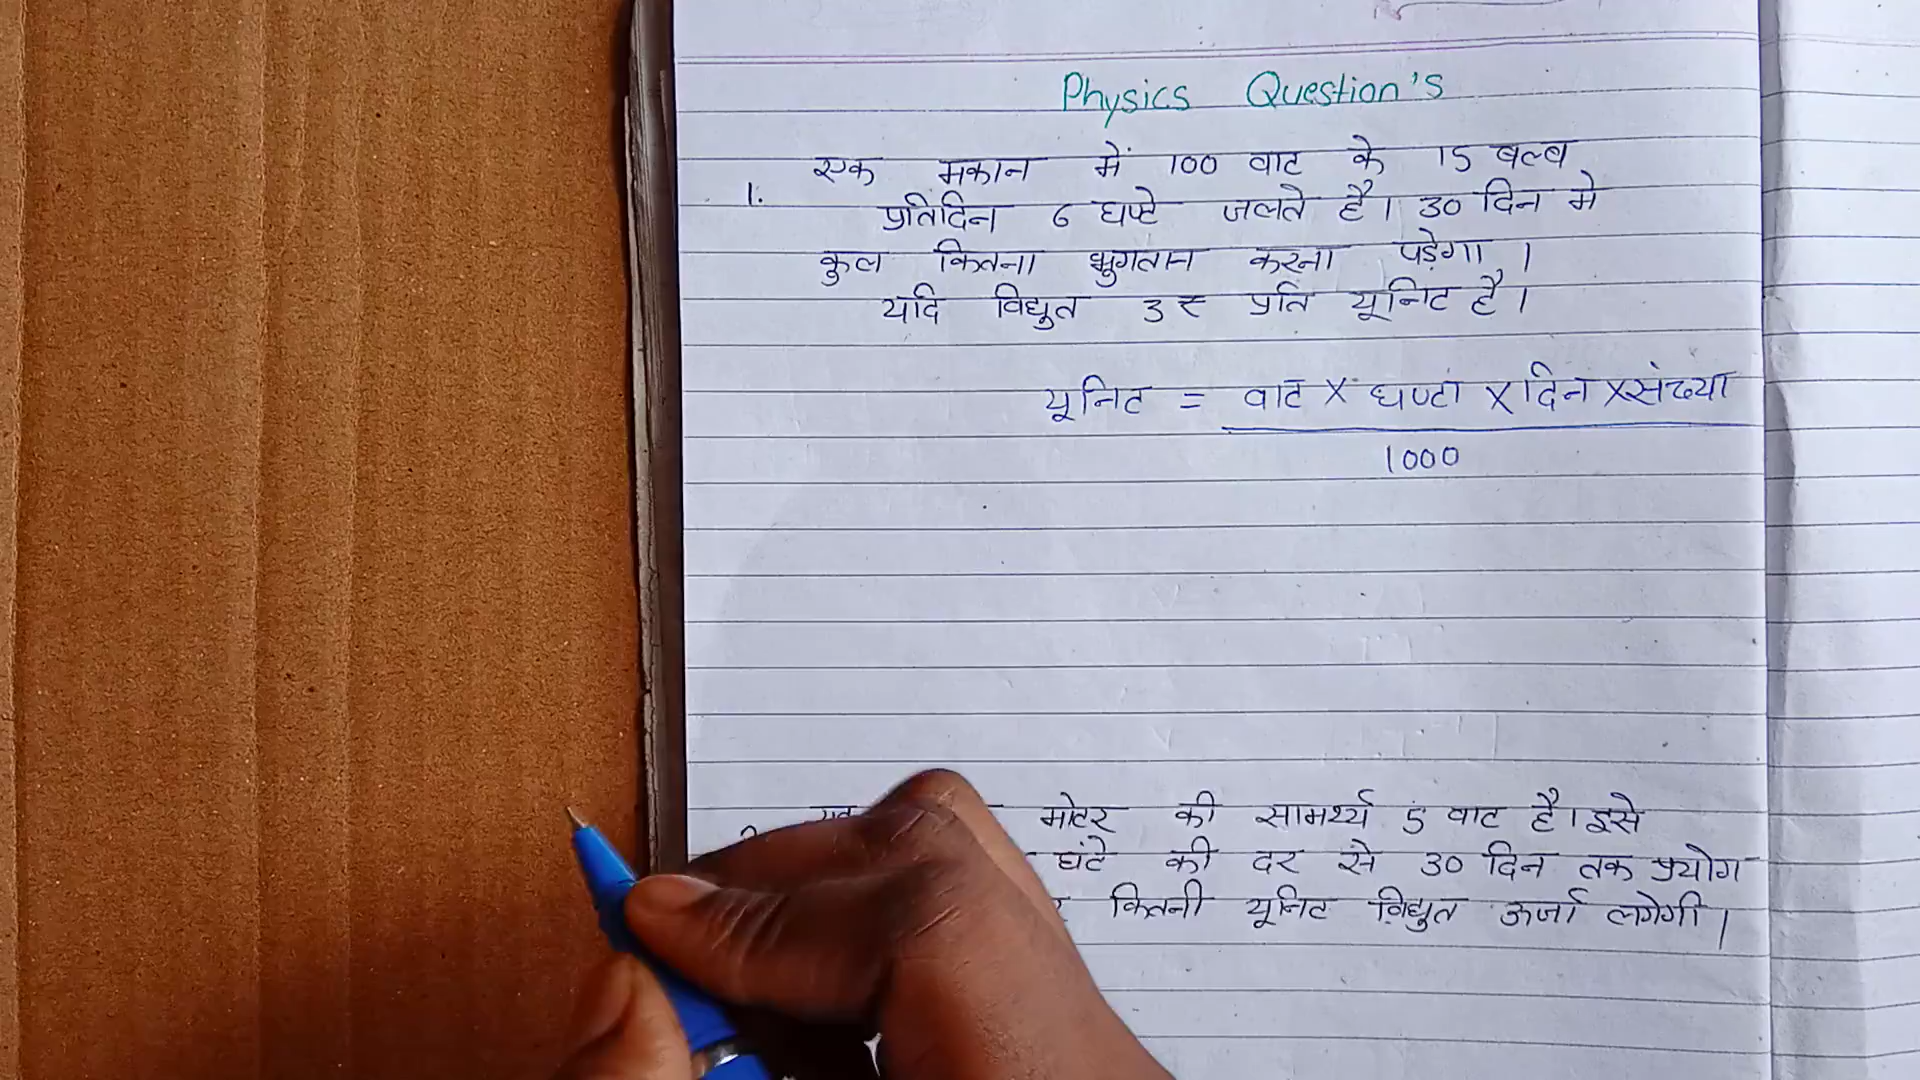 Physics Question's
1. एक मकान में 100 वाट के 15 बल्ब
प्रतिदिन 6 घण्टे जलते है। 30 दिन मे
कुल कितना भुगतान करना पड़ेगा।
यदि विद्युत 3 ₹ प्रति यूनिट है।
यूनिट = वाट × घण्टा × दिन × संख्या
1000
मोटर की सामर्थ्य 5 वाट है। इसे
घंटे की दर से 30 दिन तक प्रयोग
कितनी यूनिट विद्युत ऊर्जा लगेगी।